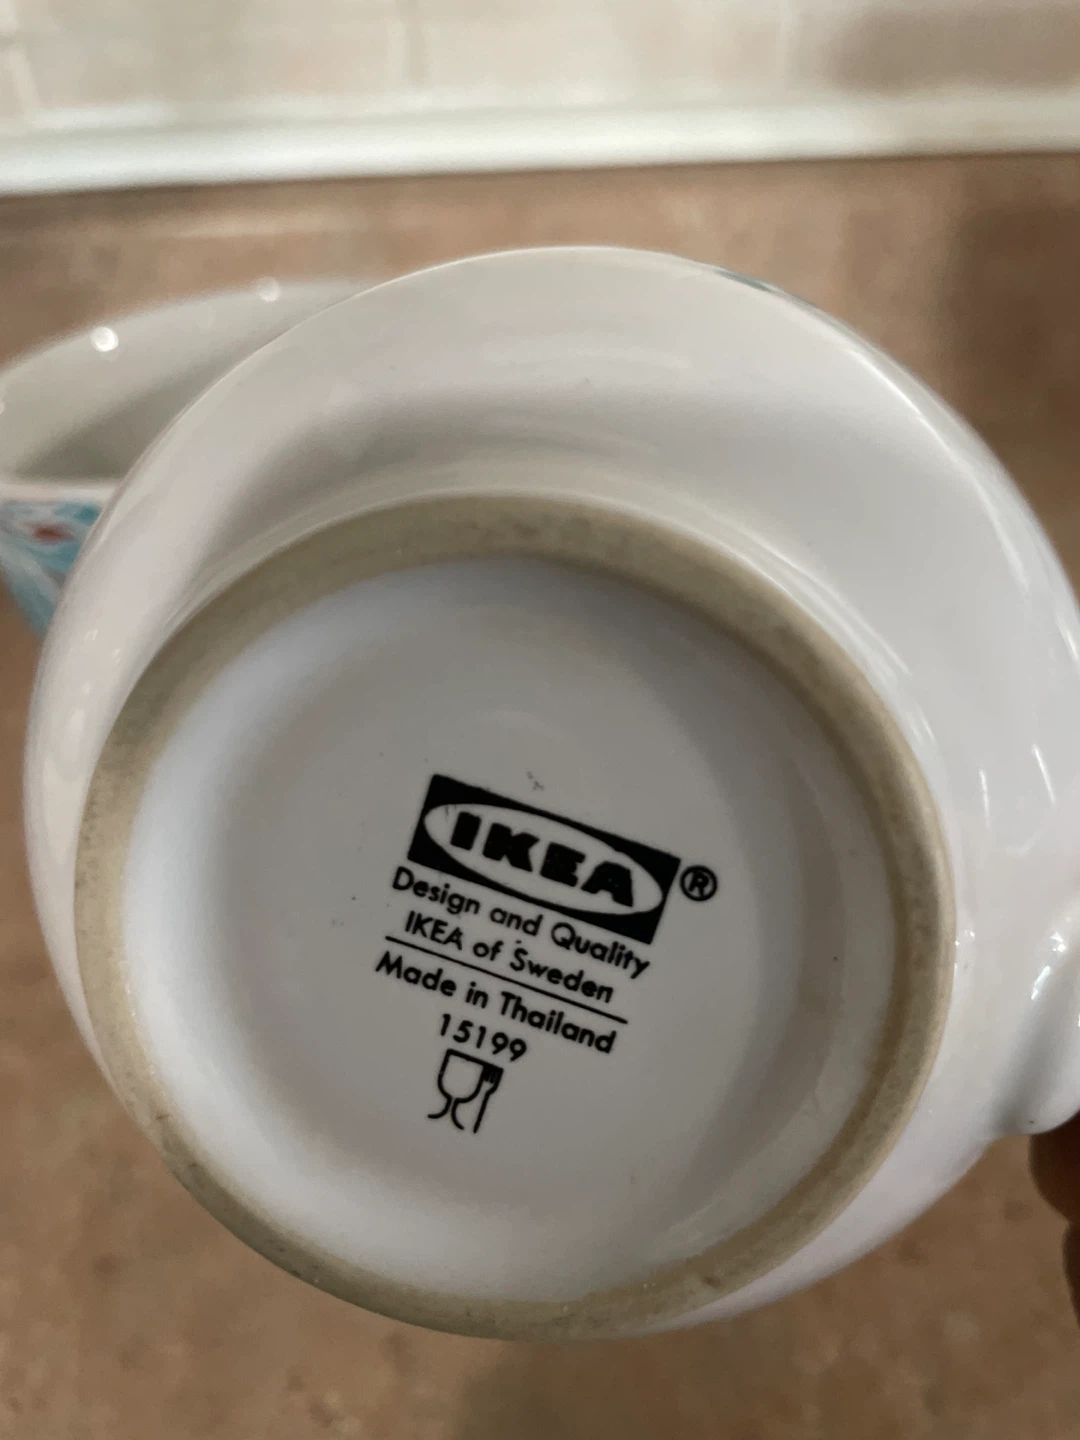 IKEA®
Design and Quality
IKEA of Sweden
Made in Thailand
15199